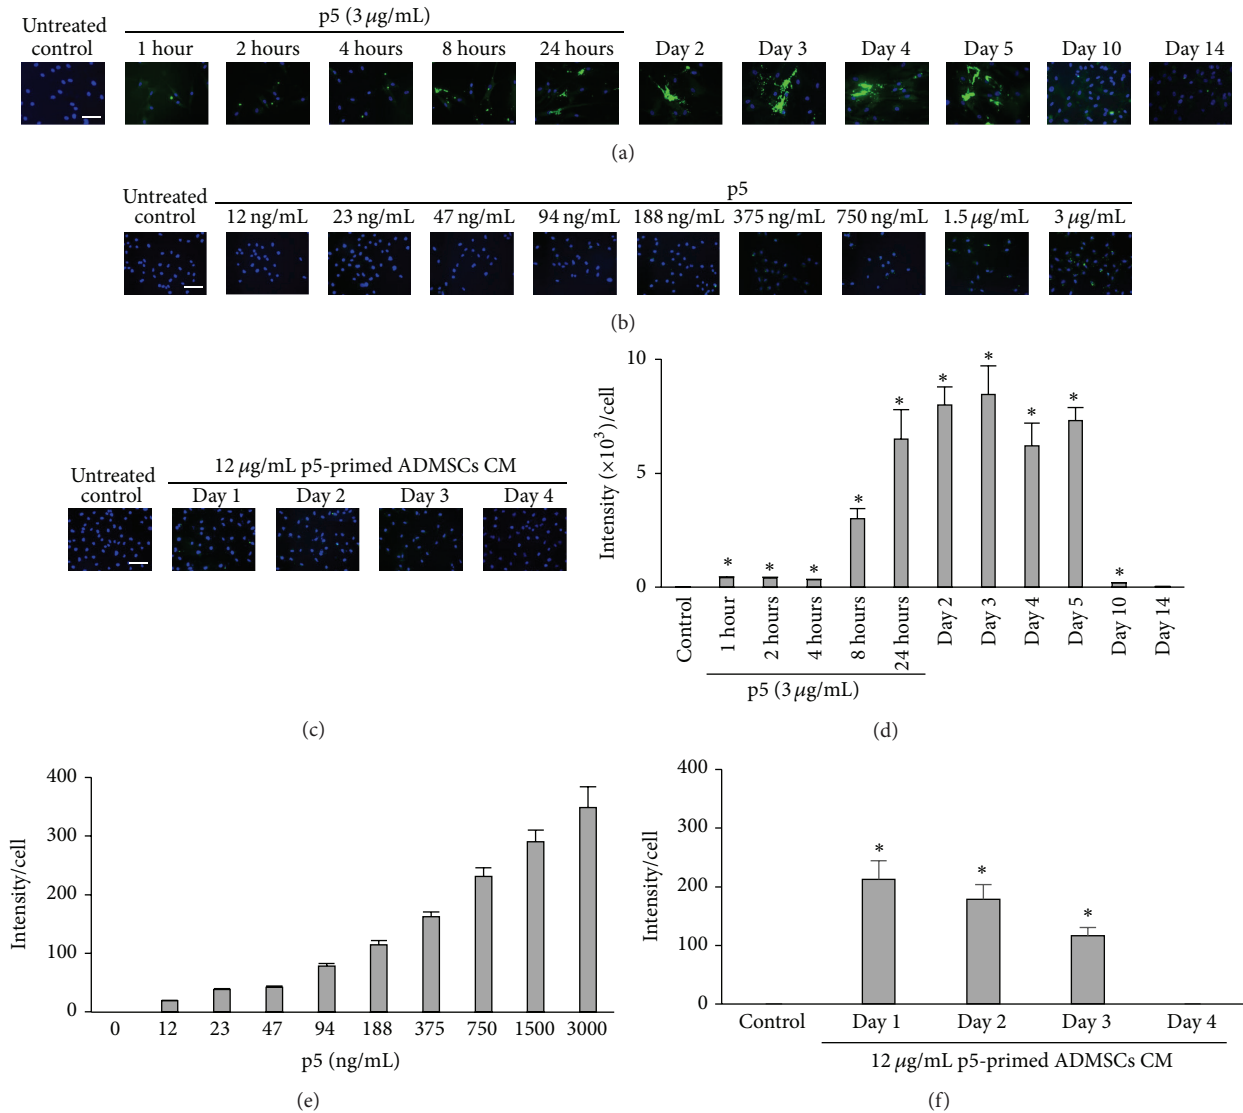 Untreated control
p5 (3 μg/mL)
1 hour 2 hours 4 hours 8 hours 24 hours Day 2 Day 3 Day 4 Day 5 Day 10 Day 14
(a)
Untreated control
p5
12 ng/mL 23 ng/mL 47 ng/mL 94 ng/mL 188 ng/mL 375 ng/mL 750 ng/mL 1.5 μg/mL 3 μg/mL
(b)
Untreated control
12 μg/mL p5-primed ADMSCs CM
Day 1 Day 2 Day 3 Day 4
(c)
Intensity (×10³)/cell
10
5
0
* * * * * * * * * *
Control 1 hour 2 hours 4 hours 8 hours 24 hours Day 2 Day 3 Day 4 Day 5 Day 10 Day 14
p5 (3 μg/mL)
(d)
Intensity/cell
400
300
200
100
0
0 12 23 47 94 188 375 750 1500 3000
p5 (ng/mL)
(e)
Intensity/cell
400
300
200
100
0
* * *
Control Day 1 Day 2 Day 3 Day 4
12 μg/mL p5-primed ADMSCs CM
(f)